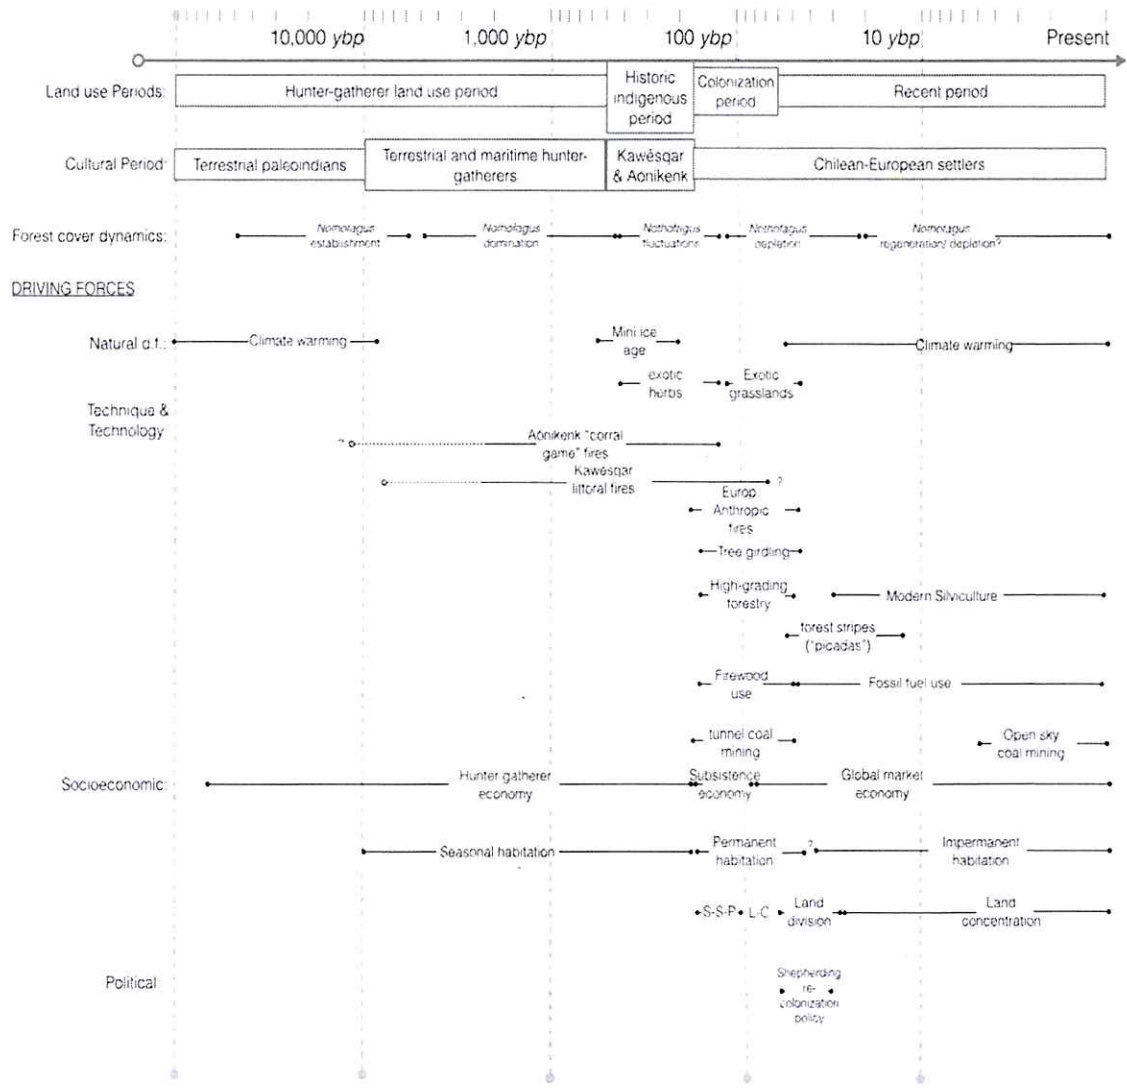 10,000 ybp 1,000 ybp 100 ybp 10 ybp Present
Land use Periods: Hunter-gatherer land use period Historic indigenous period Colonization period Recent period
Cultural Period: Terrestrial paleoindians Terrestrial and maritime hunter-gatherers Kawésqar & Aónikenk Chilean-European settlers
Forest cover dynamics: Nothofagus establishment Nothofagus domination Nothofagus fluctuations Nothofagus depletion Nothofagus regeneration/ depletion?
DRIVING FORCES
Natural d.f.: Climate warming Mini ice age Climate warming
exotic herbs Exotic grasslands
Technique & Technology:
? Aónikenk "corral game" fires
Kawésqar littoral fires ?
Europ. Anthropic fires
Tree girdling
High-grading forestry Modern Silviculture
forest stripes ("picadas")
Firewood use Fossil fuel use
tunnel coal mining Open sky coal mining
Socioeconomic: Hunter gatherer economy Subsistence economy Global market economy
Seasonal habitation Permanent habitation ? Impermanent habitation
S-S-P L-C Land division Land concentration
Political: Shepherding re-colonization policy